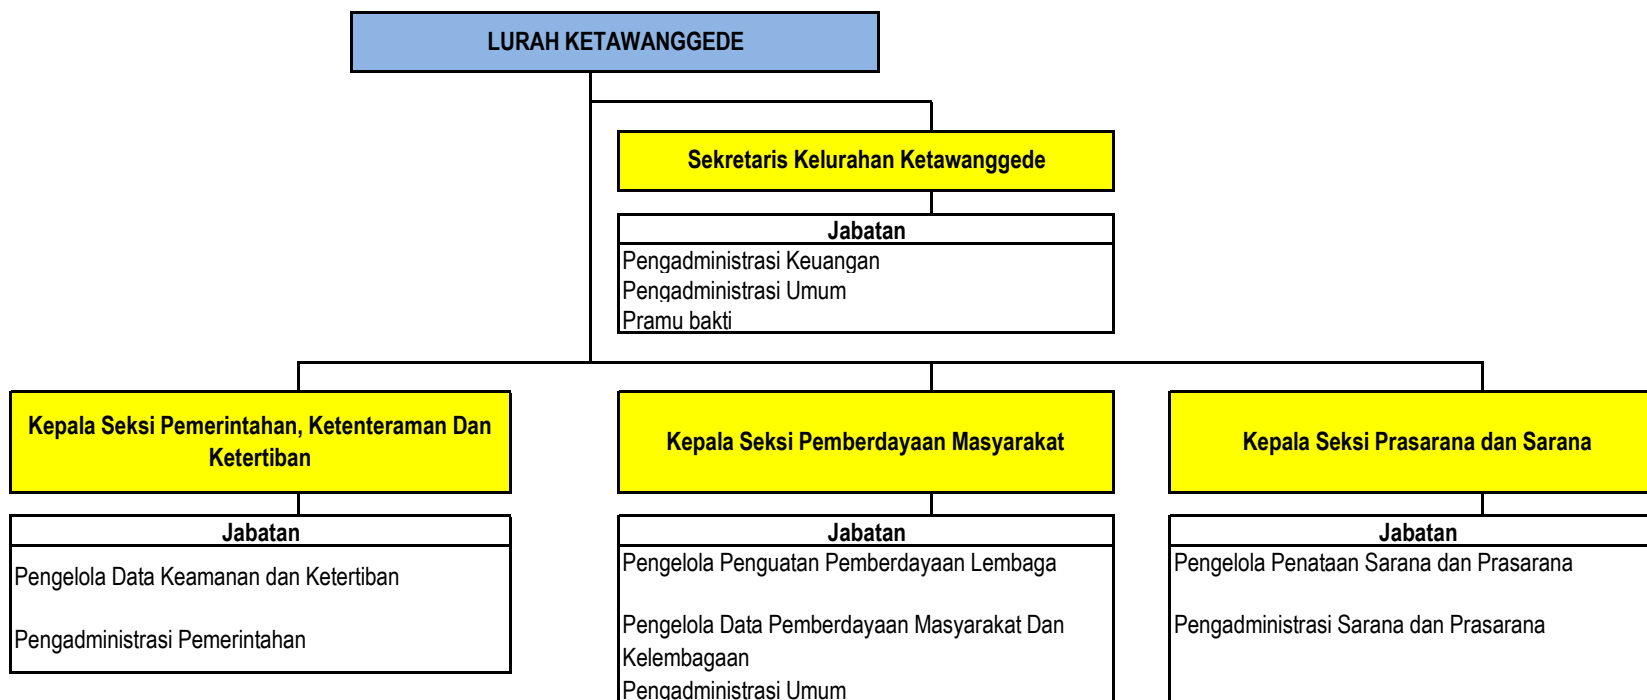 LURAH KETAWANGGEDE
Sekretaris Kelurahan Ketawanggede
Jabatan
Pengadministrasi Keuangan
Pengadministrasi Umum
Pramu bakti
Kepala Seksi Pemerintahan, Ketenteraman Dan
Ketertiban
Jabatan
Pengelola Data Keamanan dan Ketertiban
Pengadministrasi Pemerintahan
Kepala Seksi Pemberdayaan Masyarakat
Jabatan
Pengelola Penguatan Pemberdayaan Lembaga
Pengelola Data Pemberdayaan Masyarakat Dan
Kelembagaan
Pengadministrasi Umum
Kepala Seksi Prasarana dan Sarana
Jabatan
Pengelola Penataan Sarana dan Prasarana
Pengadministrasi Sarana dan Prasarana